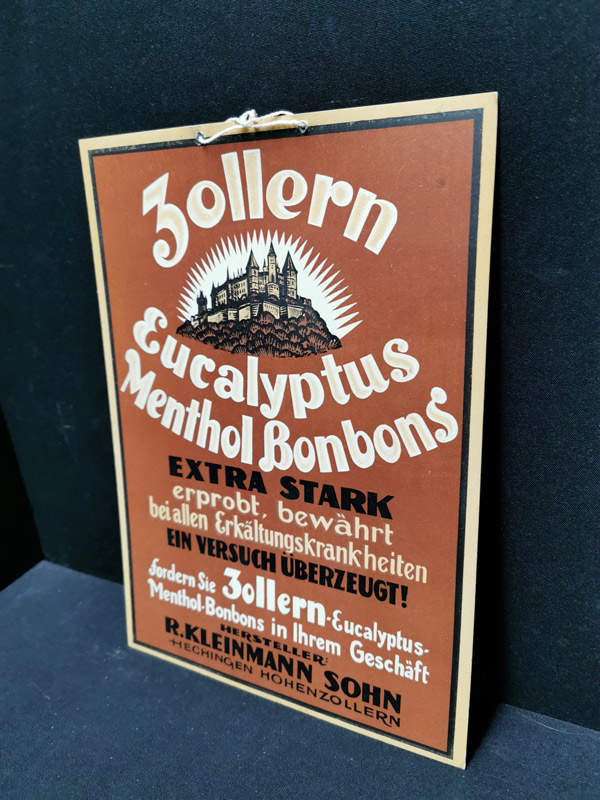 Zollern
Eucalyptus
Menthol Bonbons
EXTRA STARK
erprobt, bewährt
bei allen Erkältungskrankheiten
EIN VERSUCH ÜBERZEUGT!
Fordern Sie Zollern-Eucalyptus-
Menthol-Bonbons in Ihrem Geschäft
HERSTELLER:
R.KLEINMANN SOHN
HECHINGEN HOHENZOLLERN